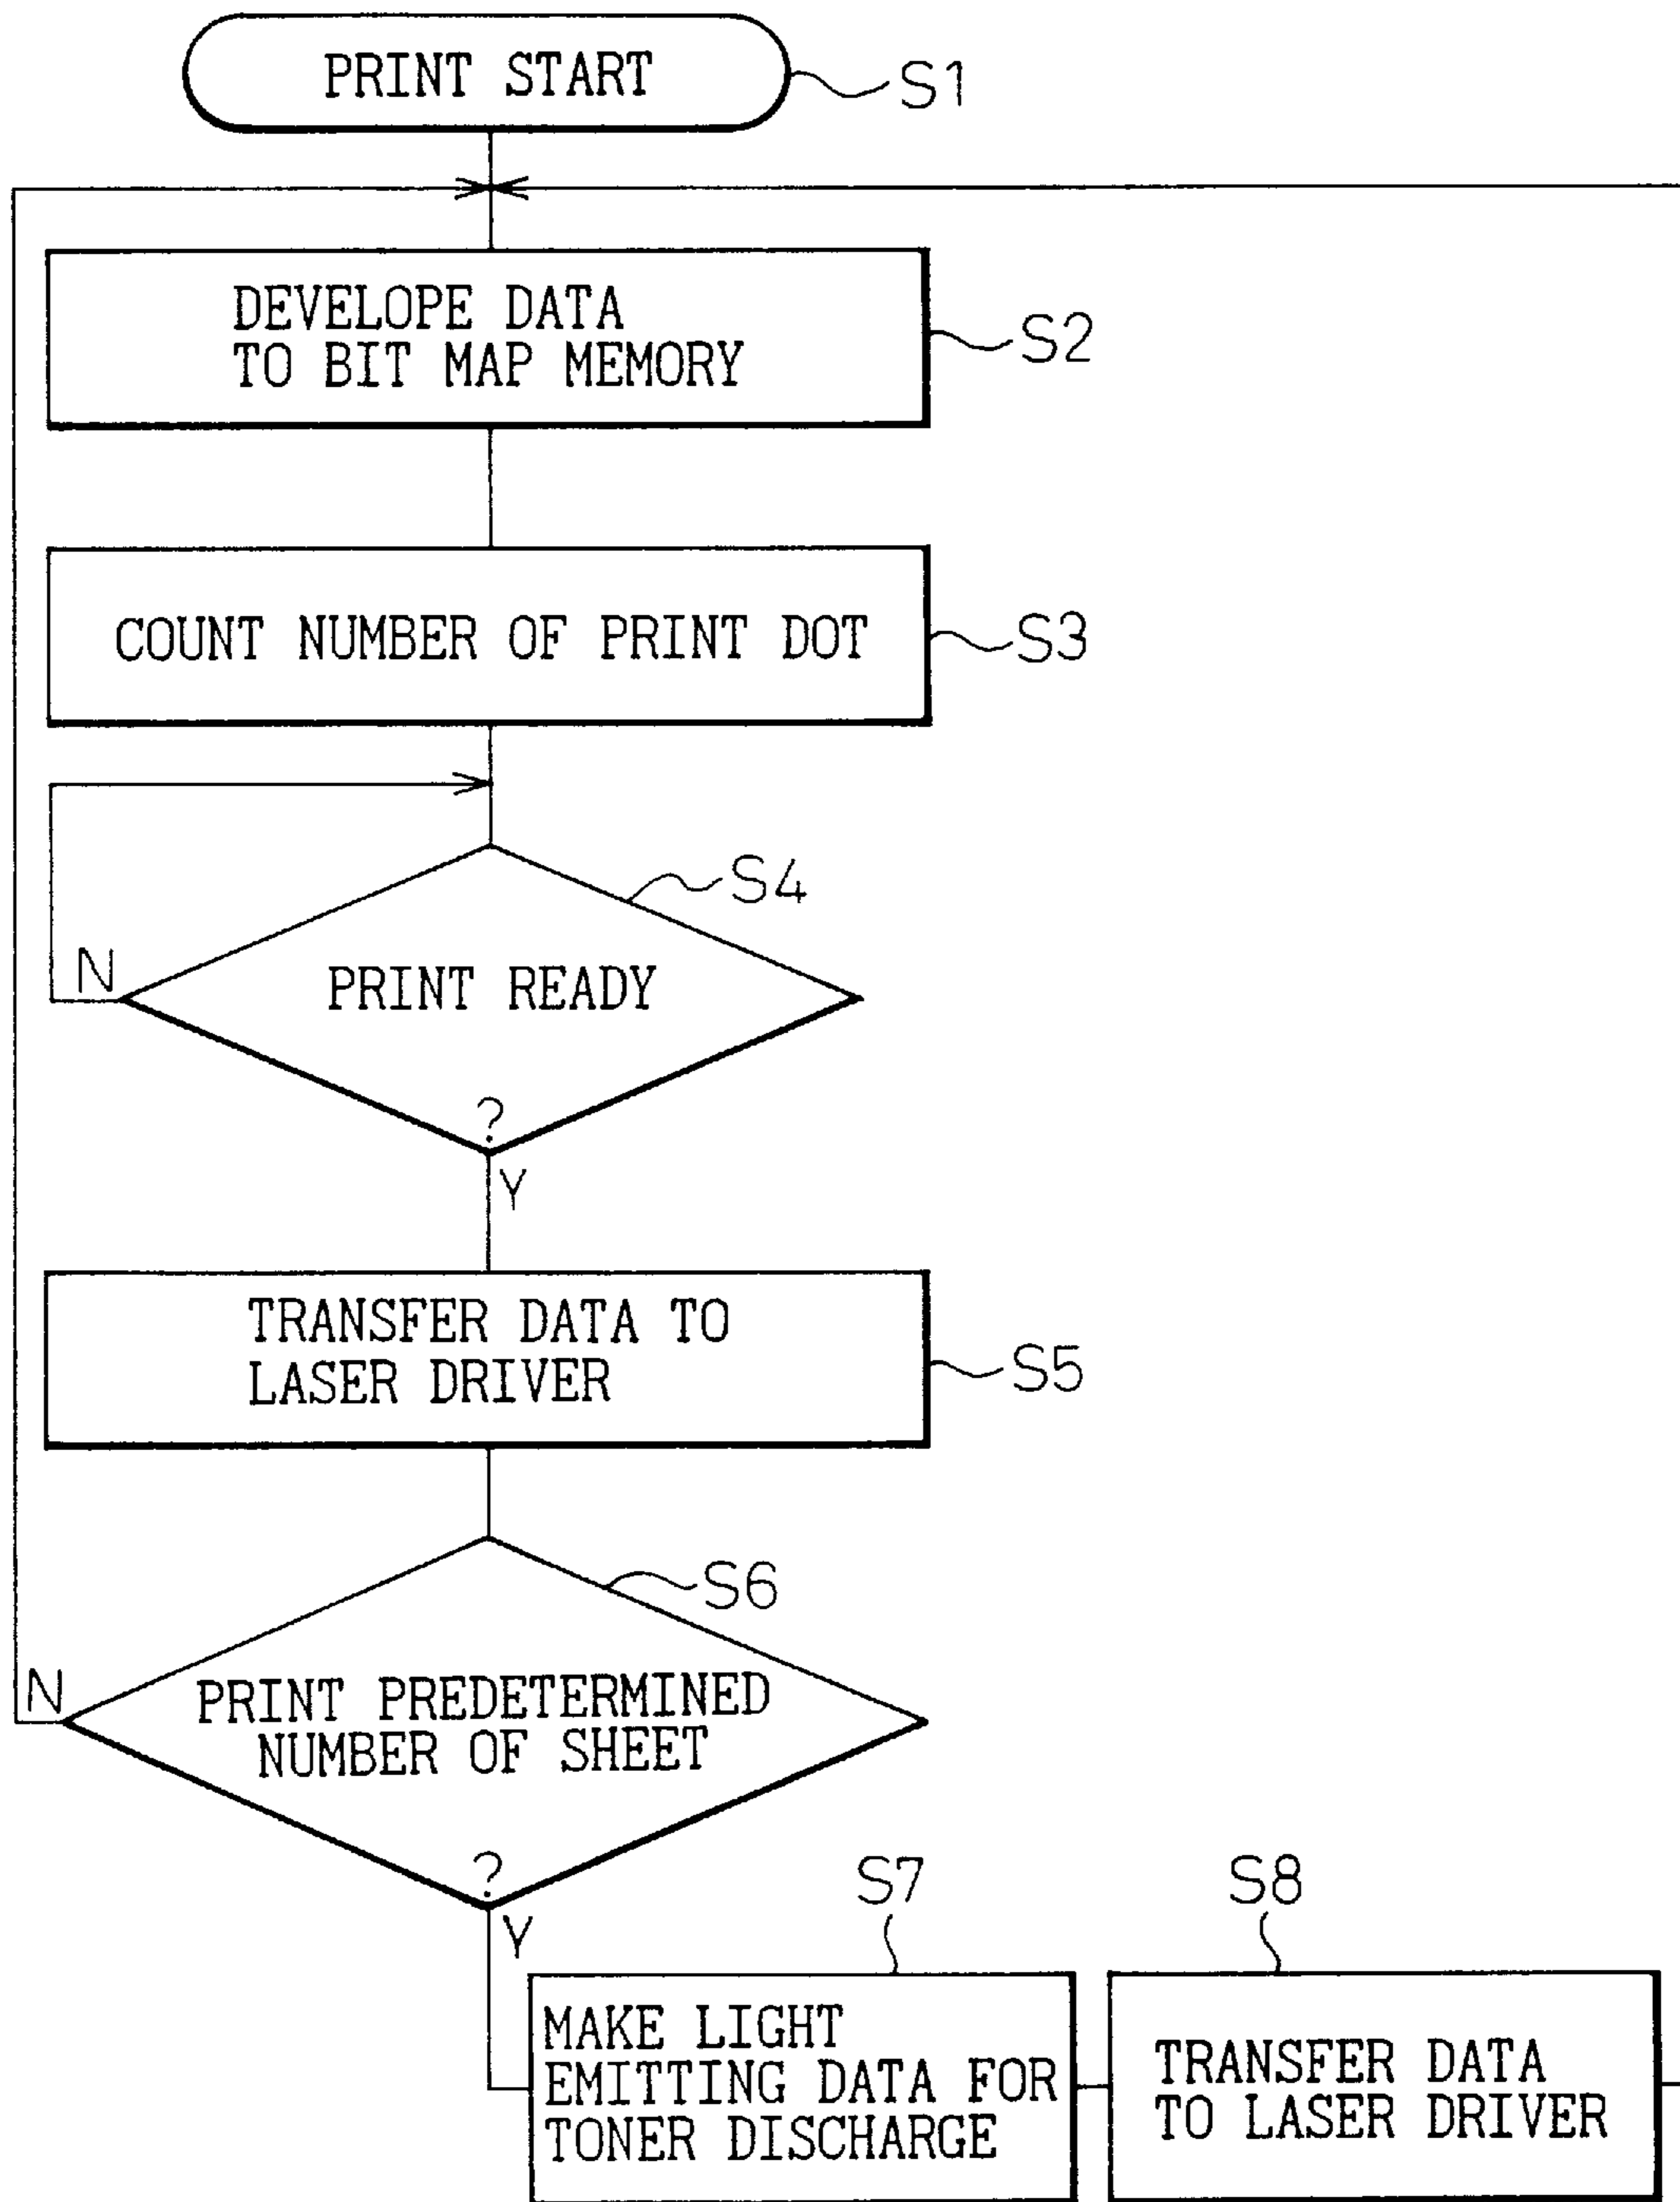 PRINT START
S1
DEVELOPE DATA
TO BIT MAP MEMORY
S2
COUNT NUMBER OF PRINT DOT
S3
S4
N
PRINT READY
?
Y
TRANSFER DATA TO
LASER DRIVER
S5
S6
N
PRINT PREDETERMINED
NUMBER OF SHEET
?
Y
S7
MAKE LIGHT
EMITTING DATA FOR
TONER DISCHARGE
S8
TRANSFER DATA
TO LASER DRIVER